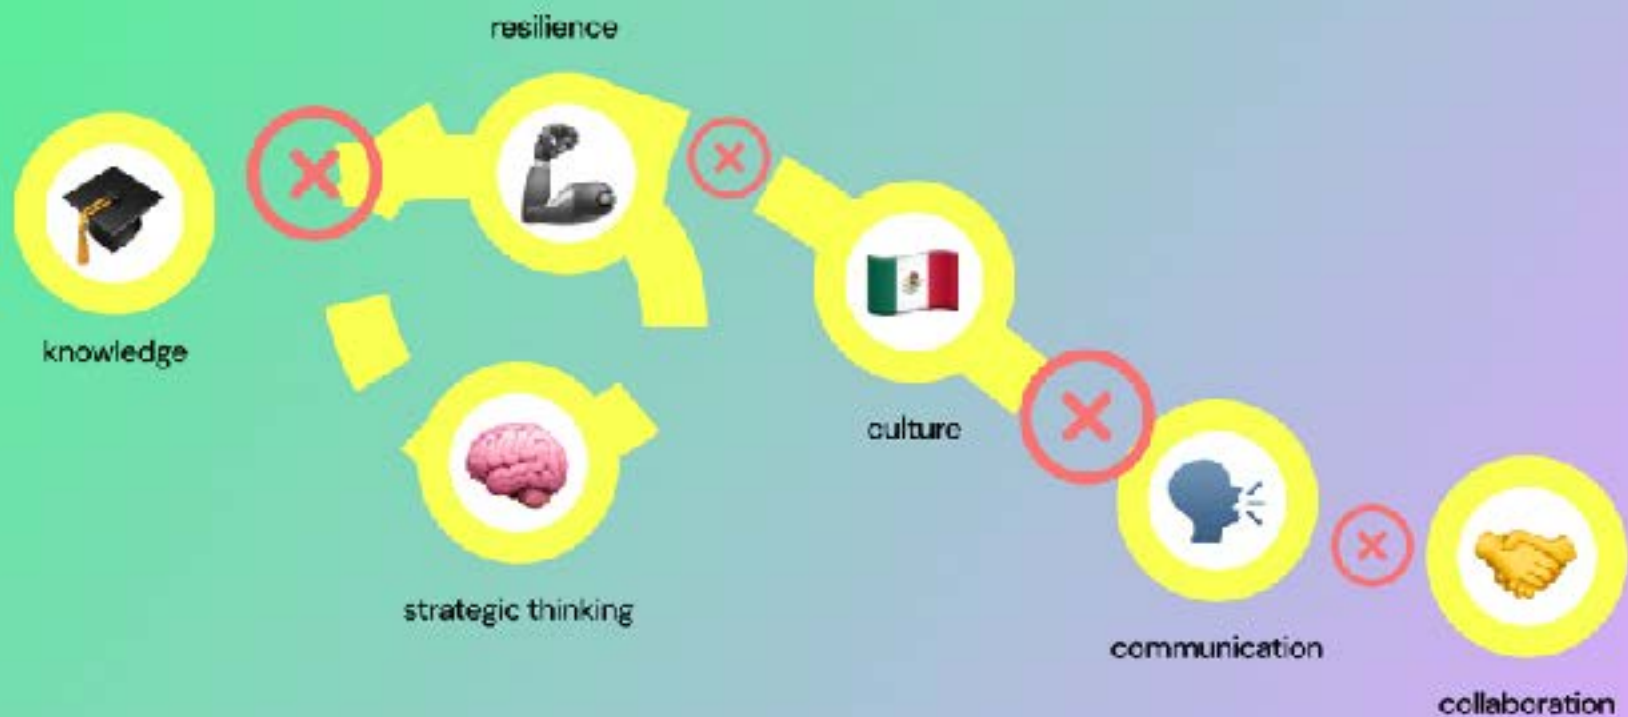 resilience
knowledge
culture
strategic thinking
communication
collaboration